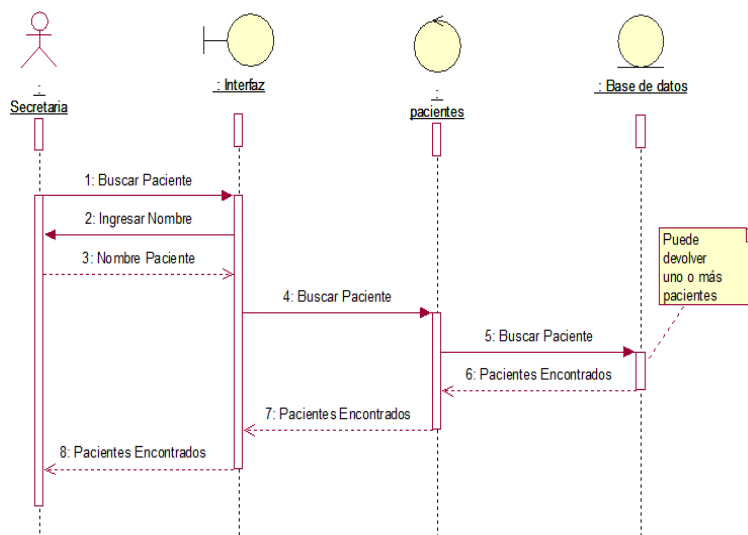 :
Secretaria
: Interfaz
:
pacientes
: Base de datos
1: Buscar Paciente
2: Ingresar Nombre
3: Nombre Paciente
4: Buscar Paciente
5: Buscar Paciente
Puede
devolver
uno o más
pacientes
6: Pacientes Encontrados
7: Pacientes Encontrados
8: Pacientes Encontrados